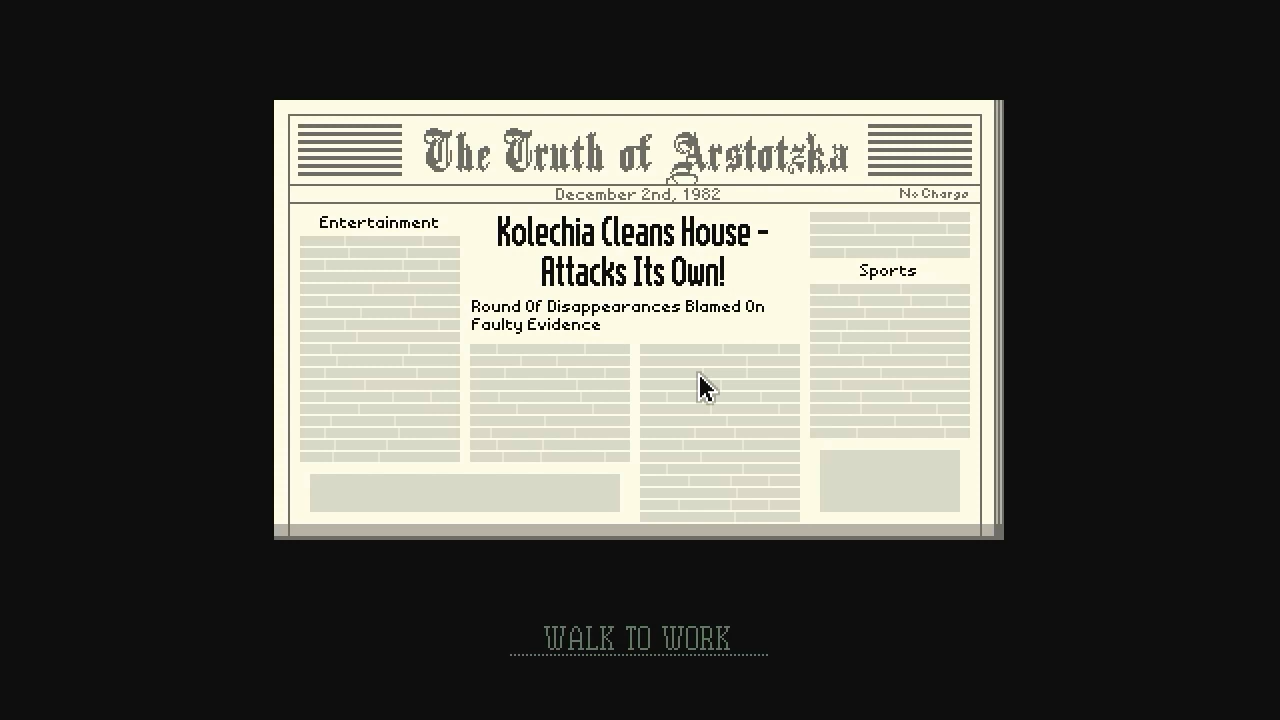 The Truth of Arstotzka
December 2nd, 1982
No Charge
Entertainment
Kolechia Cleans House -
Attacks Its Own!
Round Of Disappearances Blamed On
Faulty Evidence
Sports
WALK TO WORK